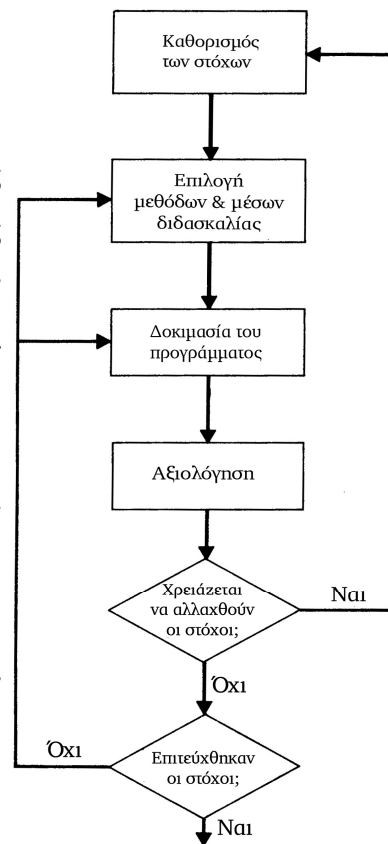 Καθορισμός
των στόχων
Επιλογή
μεθόδων & μέσων
διδασκαλίας
Δοκιμασία του
προγράμματος
Αξιολόγηση
Χρειάζεται
να αλλαχθούν
οι στόχοι;
Ναι
Όχι
Επιτεύχθηκαν
οι στόχοι;
Όχι
Ναι